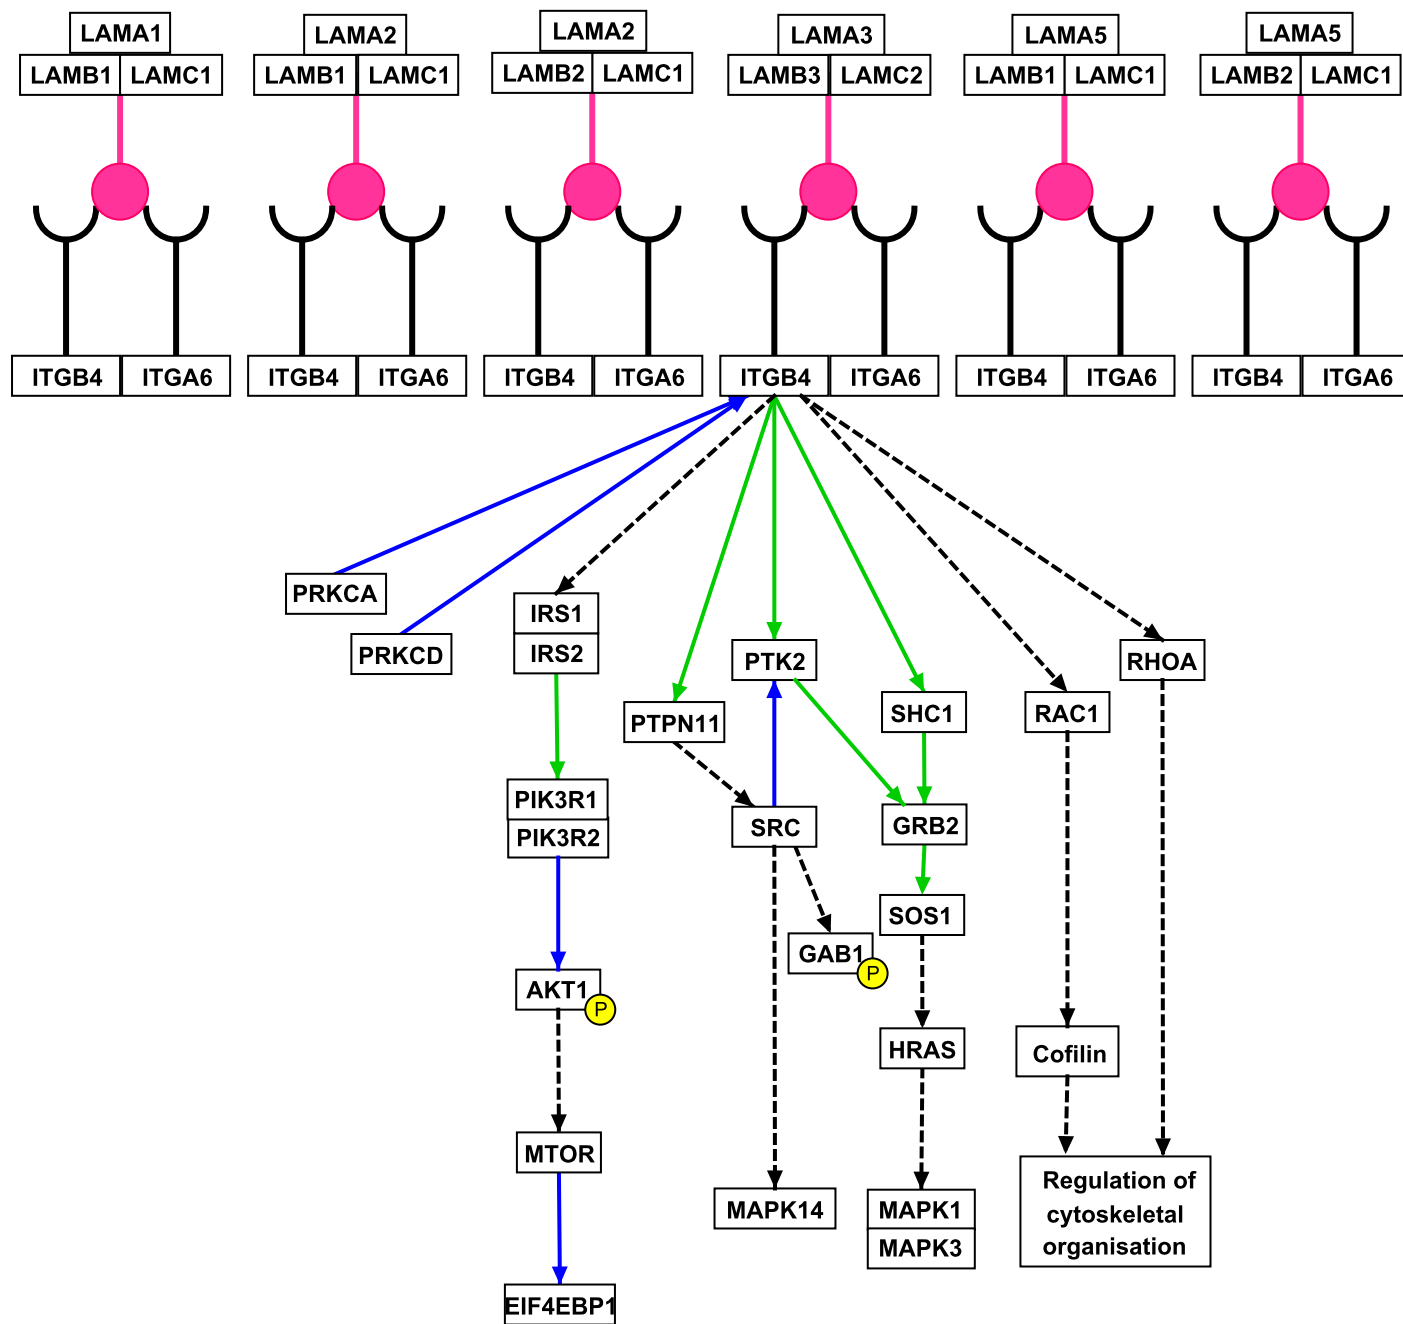 LAMA1
LAMB1 LAMC1
LAMA2
LAMB1 LAMC1
LAMA2
LAMB2 LAMC1
LAMA3
LAMB3 LAMC2
LAMA5
LAMB1 LAMC1
LAMA5
LAMB2 LAMC1
ITGB4 ITGA6
ITGB4 ITGA6
ITGB4 ITGA6
ITGB4 ITGA6
ITGB4 ITGA6
ITGB4 ITGA6
PRKCA
PRKCD
IRS1
IRS2
PTK2
RHOA
PTPN11
SHC1
RAC1
PIK3R1
PIK3R2
SRC
GRB2
SOS1
GAB1
P
AKT1
P
HRAS
Cofilin
MTOR
MAPK14
MAPK1
MAPK3
Regulation of
cytoskeletal
organisation
EIF4EBP1